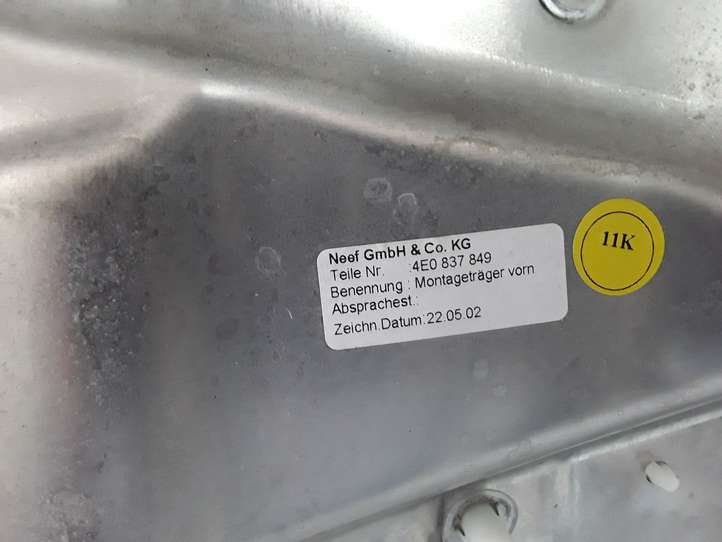 Neef GmbH & Co. KG
Teile Nr. :4E0 837 849
Benennung : Montageträger vorn
Absprachest.:
Zeichn.Datum:22.05.02
11K